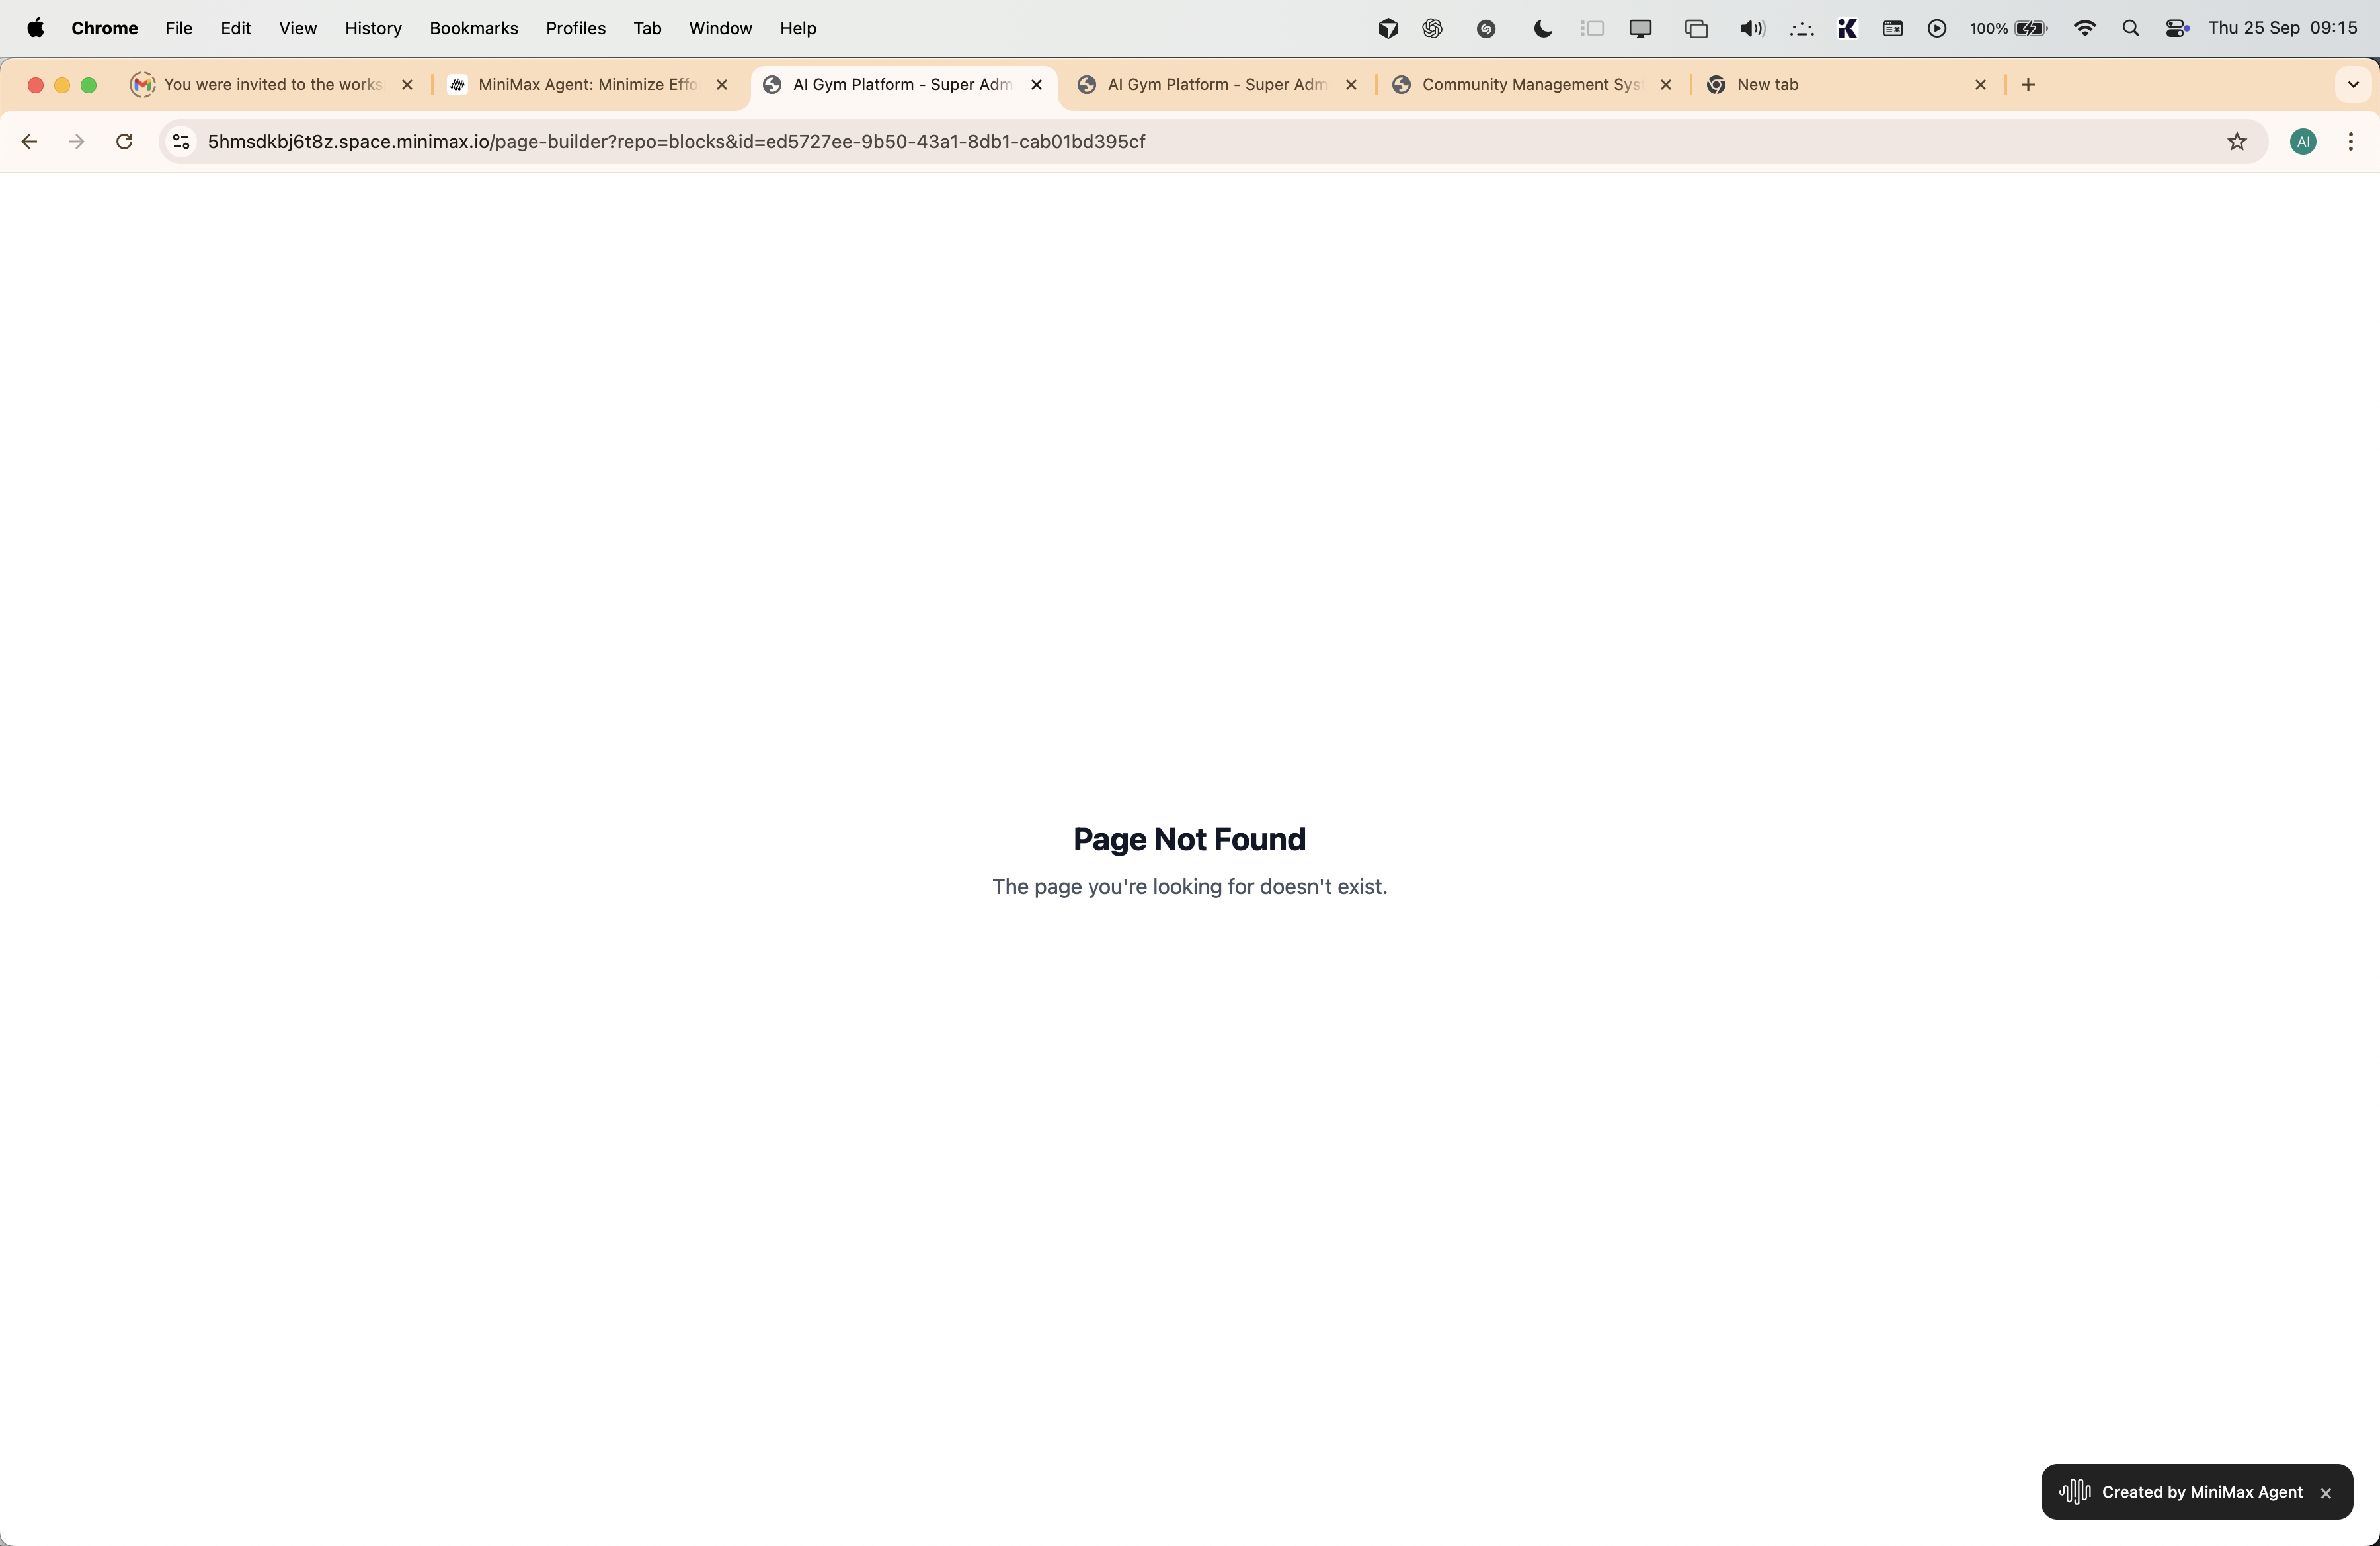 Chrome File Edit View History Bookmarks Profiles Tab Window Help 100% Thu 25 Sep 09:15
You were invited to the works MiniMax Agent: Minimize Effo AI Gym Platform - Super Adm AI Gym Platform - Super Adm Community Management Sys New tab
5hmsdkbj6t8z.space.minimax.io/page-builder?repo=blocks&id=ed5727ee-9b50-43a1-8db1-cab01bd395cf AI
Page Not Found
The page you're looking for doesn't exist.
Created by MiniMax Agent